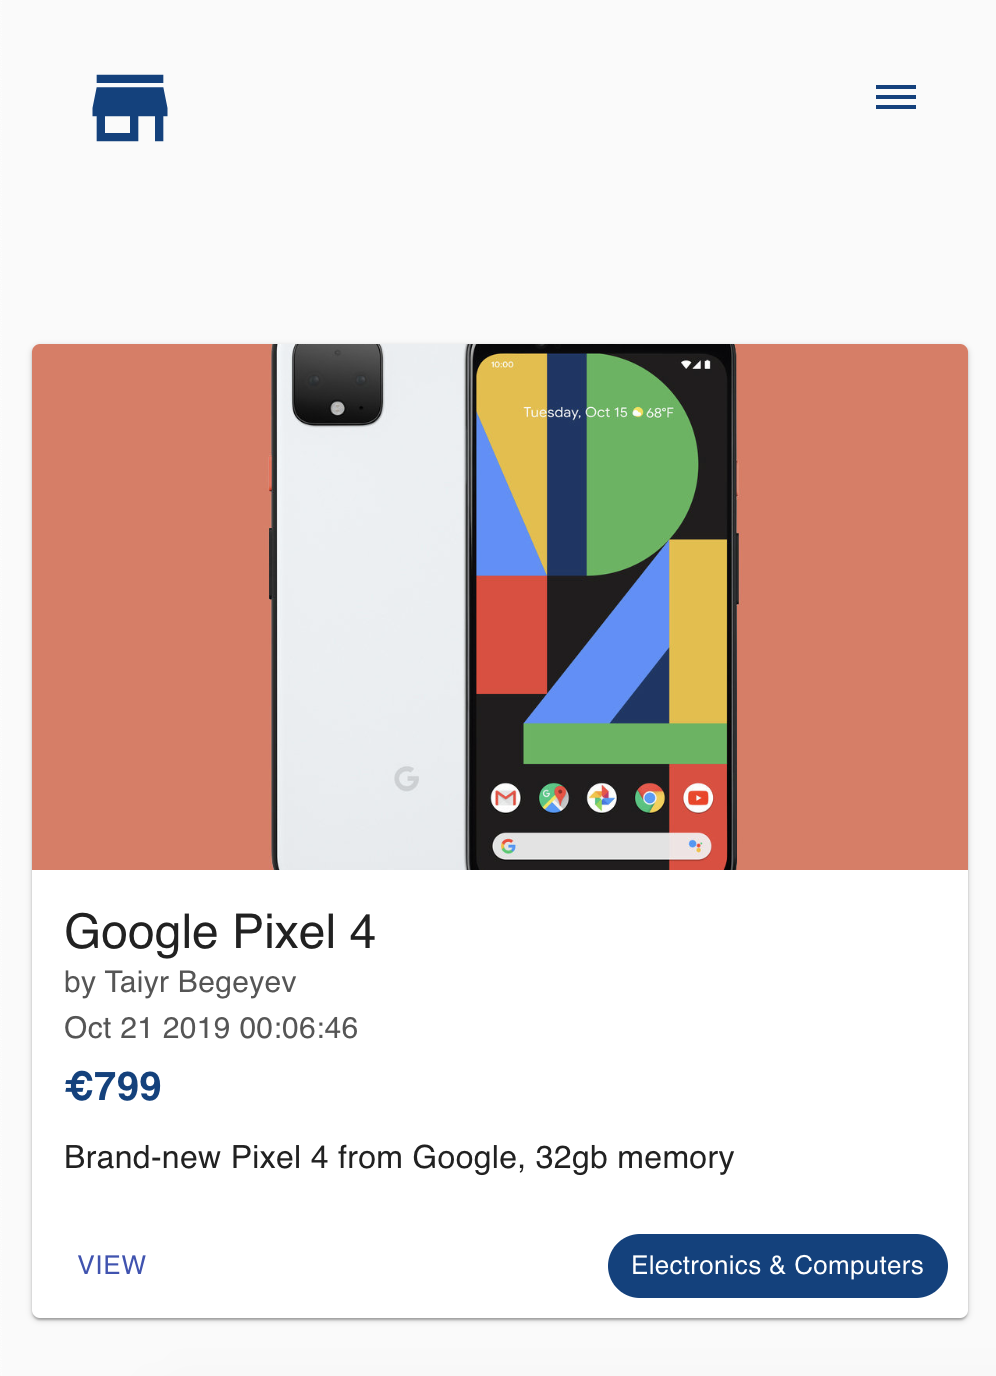 10:00
Tuesday, Oct 15 68°F
G
G
Google Pixel 4
by Taiyr Begeyev
Oct 21 2019 00:06:46
€799
Brand-new Pixel 4 from Google, 32gb memory
VIEW
Electronics & Computers